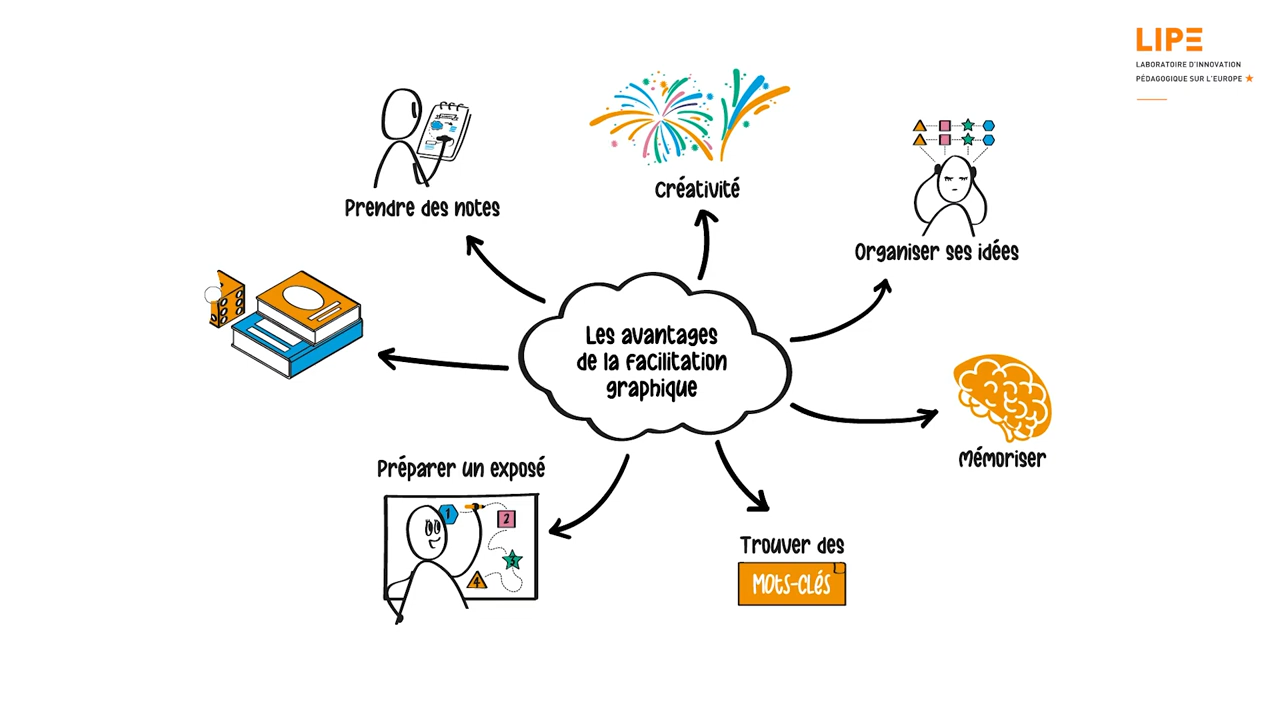 LIPE
LABORATOIRE D'INNOVATION
PÉDAGOGIQUE SUR L'EUROPE
Prendre des notes
Créativité
Organiser ses idées
Les avantages
de la facilitation
graphique
Mémoriser
Préparer un exposé
1
2
3
4
Trouver des
MOTS-CLÉS